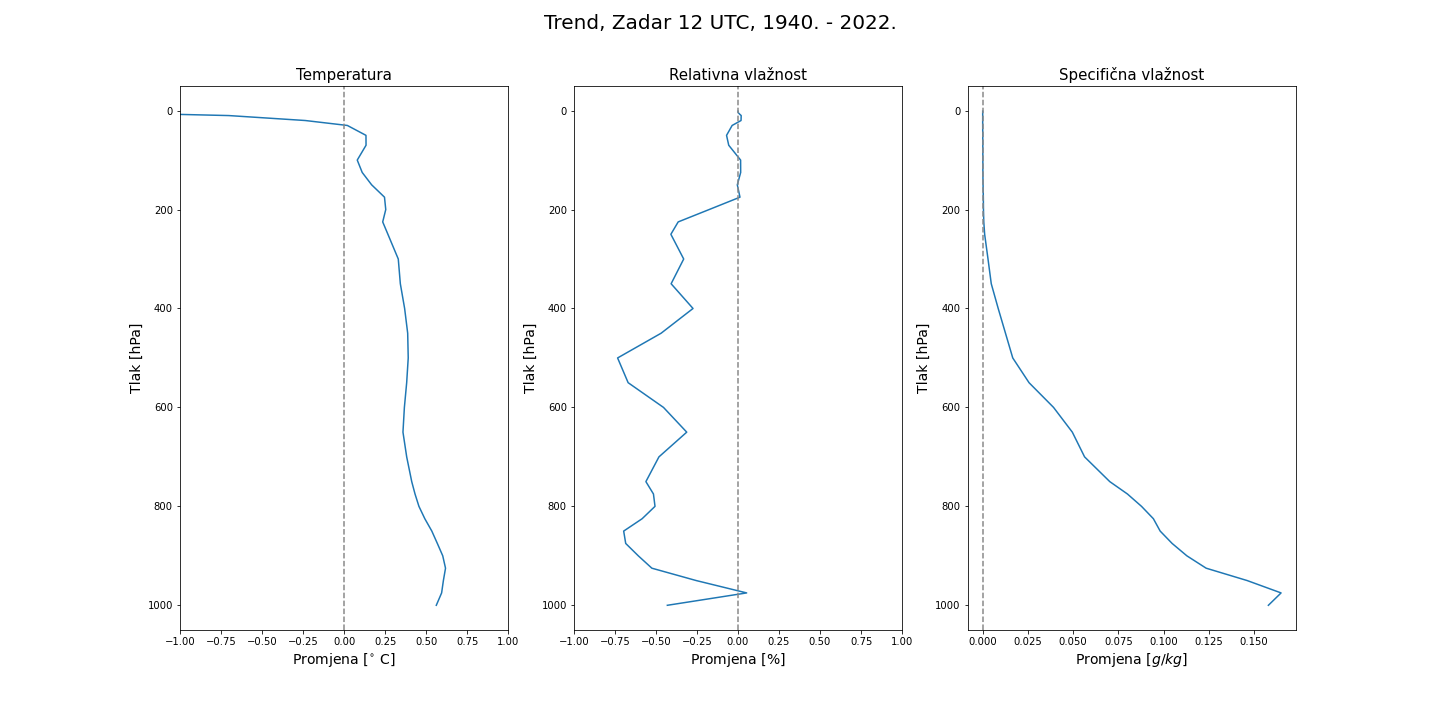 Trend, Zadar 12 UTC, 1940. - 2022.
Temperatura
0
200
400
600
800
1000
Tlak [hPa]
−1.00 −0.75 −0.50 −0.25 0.00 0.25 0.50 0.75 1.00
Promjena [° C]
Relativna vlažnost
0
200
400
600
800
1000
Tlak [hPa]
−1.00 −0.75 −0.50 −0.25 0.00 0.25 0.50 0.75 1.00
Promjena [%]
Specifična vlažnost
0
200
400
600
800
1000
Tlak [hPa]
0.000 0.025 0.050 0.075 0.100 0.125 0.150
Promjena [g/kg]